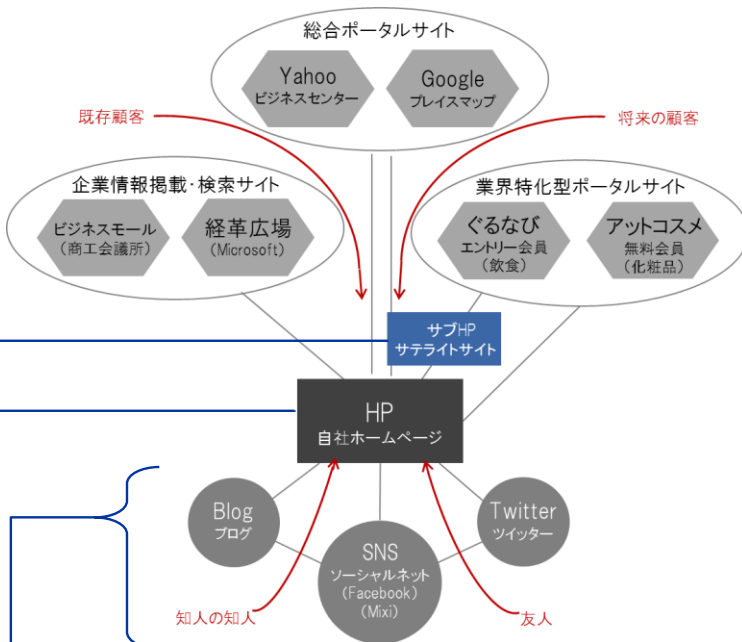 総合ポータルサイト
Yahoo
ビジネスセンター
Google
プレイスマップ
既存顧客
将来の顧客
企業情報掲載・検索サイト
ビジネスモール
（商工会議所）
経革広場
（Microsoft）
業界特化型ポータルサイト
ぐるなび
エントリー会員
（飲食）
アットコスメ
無料会員
（化粧品）
サブHP
サテライトサイト
HP
自社ホームページ
Blog
ブログ
Twitter
ツイッター
SNS
ソーシャルネット
（Facebook）
（Mixi）
知人の知人
友人